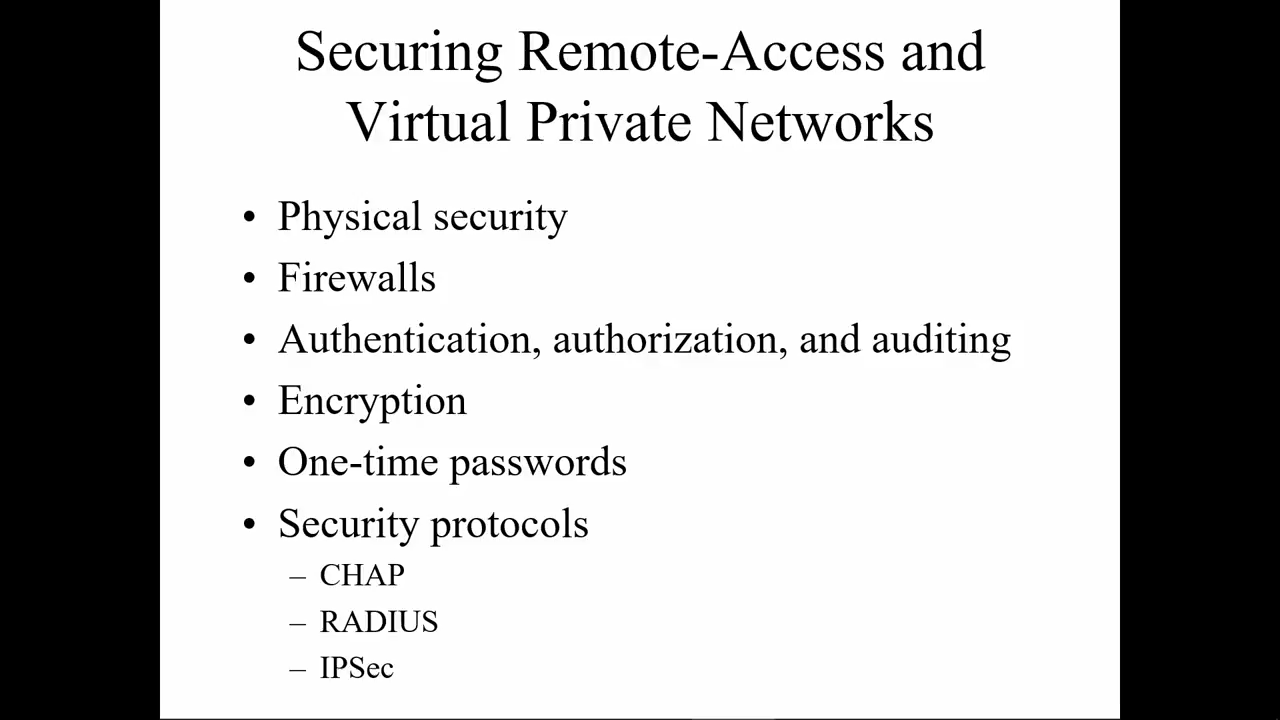 Securing Remote-Access and
Virtual Private Networks
• Physical security
• Firewalls
• Authentication, authorization, and auditing
• Encryption
• One-time passwords
• Security protocols
– CHAP
– RADIUS
– IPSec